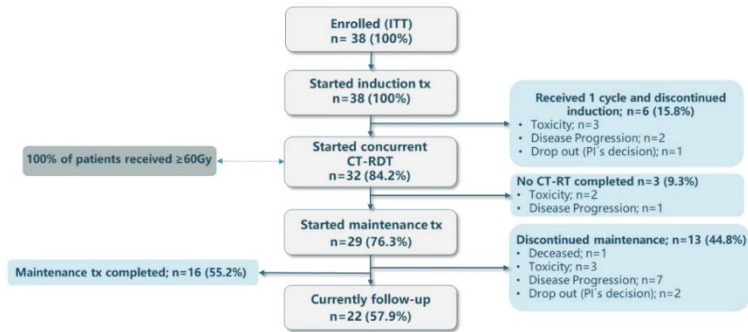 Enrolled (ITT)
n= 38 (100%)
Started induction tx
n=38 (100%)
Received 1 cycle and discontinued
induction; n=6 (15.8%)
• Toxicity; n=3
• Disease Progression; n=2
• Drop out (PI´s decision); n=1
100% of patients received ≥60Gy
Started concurrent
CT-RDT
n=32 (84.2%)
No CT-RT completed n=3 (9.3%)
• Toxicity; n=2
• Disease Progression; n=1
Started maintenance tx
n=29 (76.3%)
Discontinued maintenance; n=13 (44.8%)
• Deceased; n=1
• Toxicity; n=3
• Disease Progression; n=7
• Drop out (PI´s decision); n=2
Maintenance tx completed; n=16 (55.2%)
Currently follow-up
n=22 (57.9%)